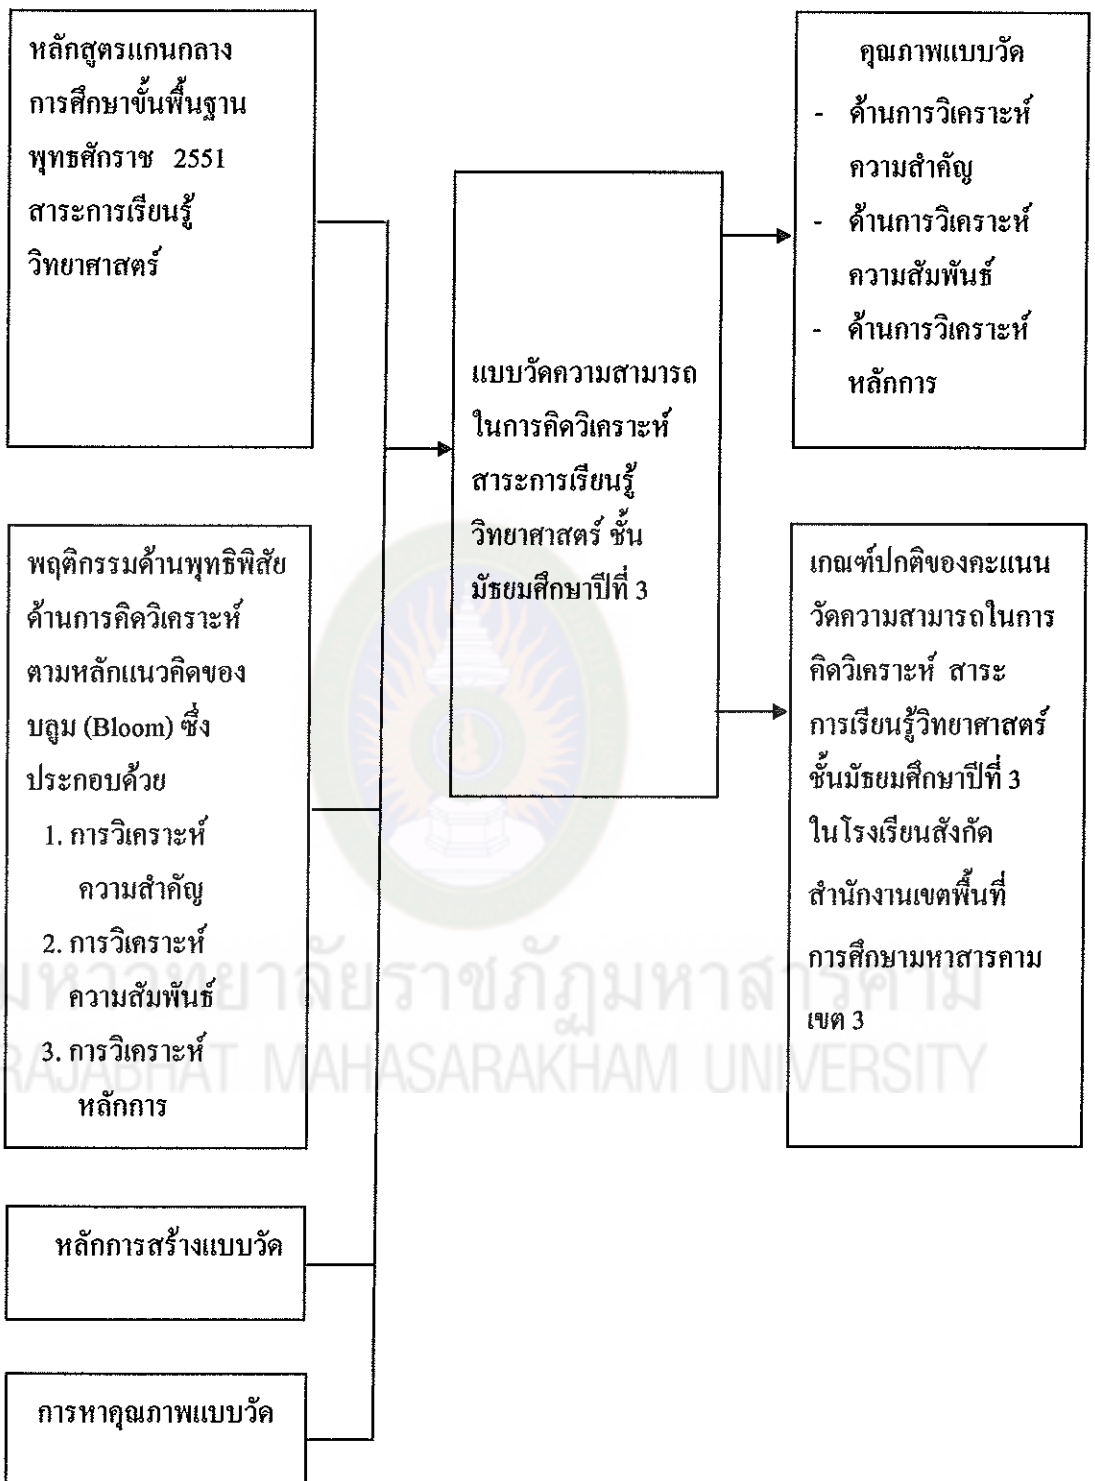 หลักสูตรแกนกลาง
การศึกษาขั้นพื้นฐาน
พุทธศักราช 2551
สาระการเรียนรู้
วิทยาศาสตร์
พฤติกรรมด้านพุทธิพิสัย
ด้านการคิดวิเคราะห์
ตามหลักแนวคิดของ
บลูม (Bloom) ซึ่ง
ประกอบด้วย
1. การวิเคราะห์
ความสำคัญ
2. การวิเคราะห์
ความสัมพันธ์
3. การวิเคราะห์
หลักการ
หลักการสร้างแบบวัด
การหาคุณภาพแบบวัด
แบบวัดความสามารถ
ในการคิดวิเคราะห์
สาระการเรียนรู้
วิทยาศาสตร์ ชั้น
มัธยมศึกษาปีที่ 3
คุณภาพแบบวัด
- ด้านการวิเคราะห์
ความสำคัญ
- ด้านการวิเคราะห์
ความสัมพันธ์
- ด้านการวิเคราะห์
หลักการ
เกณฑ์ปกติของคะแนน
วัดความสามารถในการ
คิดวิเคราะห์ สาระ
การเรียนรู้วิทยาศาสตร์
ชั้นมัธยมศึกษาปีที่ 3
ในโรงเรียนสังกัด
สำนักงานเขตพื้นที่
การศึกษามหาสารคาม
เขต 3
มหาวิทยาลัยราชภัฏมหาสารคาม
RAJABHAT MAHASARAKHAM UNIVERSITY